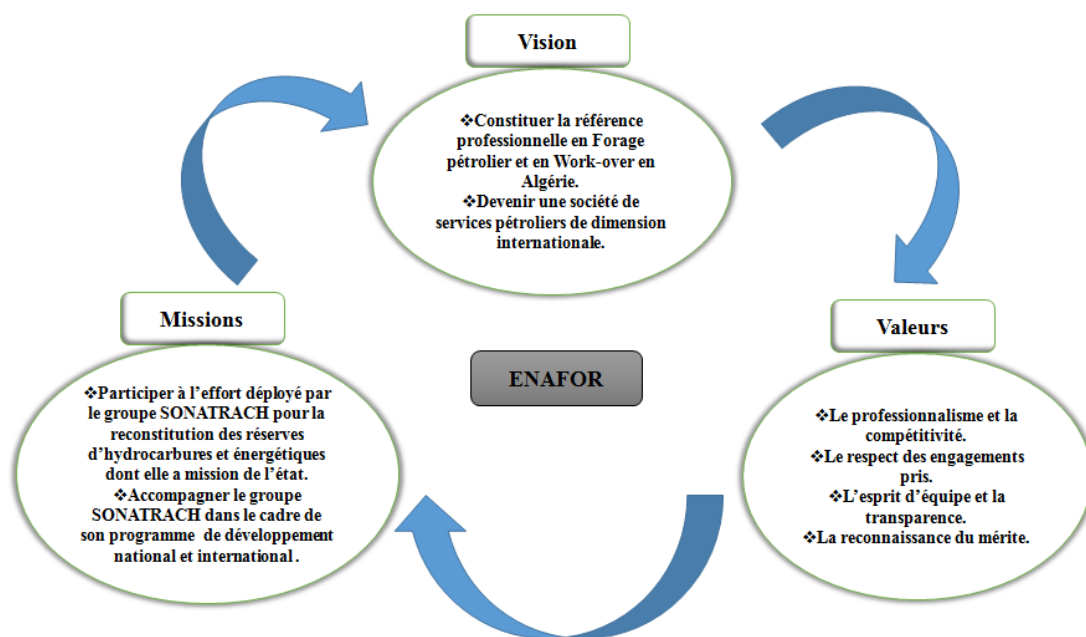 Vision
❖Constituer la référence
professionnelle en Forage
pétrolier et en Work-over en
Algérie.
❖Devenir une société de
services pétroliers de dimension
internationale.
Missions
❖Participer à l’effort déployé par
le groupe SONATRACH pour la
reconstitution des réserves
d’hydrocarbures et énergétiques
dont elle a mission de l’état.
❖Accompagner le groupe
SONATRACH dans le cadre de
son programme de développement
national et international .
ENAFOR
Valeurs
❖Le professionnalisme et la
compétitivité.
❖Le respect des engagements
pris.
❖L’esprit d’équipe et la
transparence.
❖La reconnaissance du mérite.